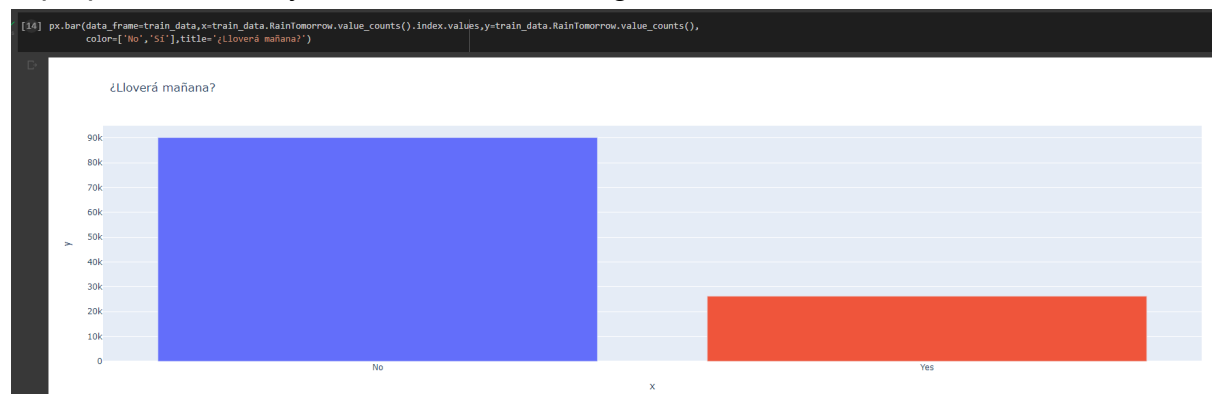 [14] px.bar(data_frame=train_data,x=train_data.RainTomorrow.value_counts().index.values,y=train_data.RainTomorrow.value_counts(),
color=['No','Sí'],title='¿Lloverá mañana?')
¿Lloverá mañana?
90k
80k
70k
60k
50k
y
40k
30k
20k
10k
0
No
Yes
x